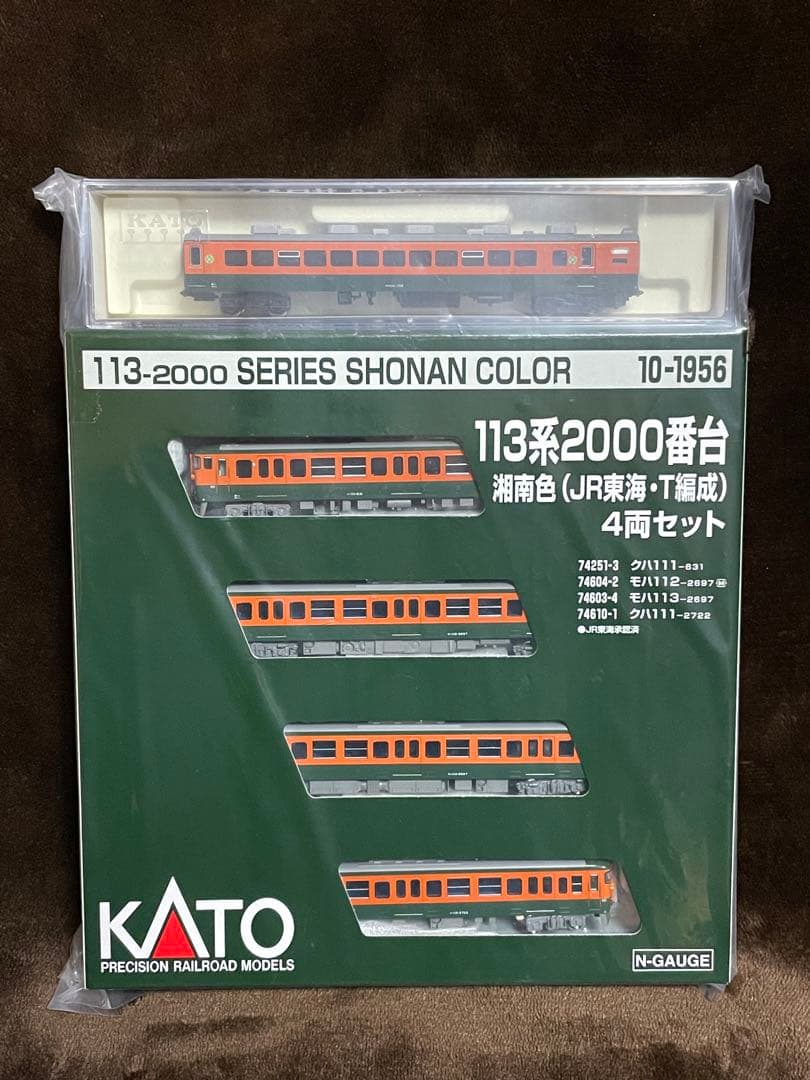 KATO
113-2000 SERIES SHONAN COLOR 10-1956
113系2000番台
湘南色(JR東海・T編成)
4両セット
74251-3 クハ111-631
74604-2 モハ112-2697Ⓜ
74603-4 モハ113-2697
74610-1 クハ111-2722
●JR東海承認済
KATO
PRECISION RAILROAD MODELS
N-GAUGE